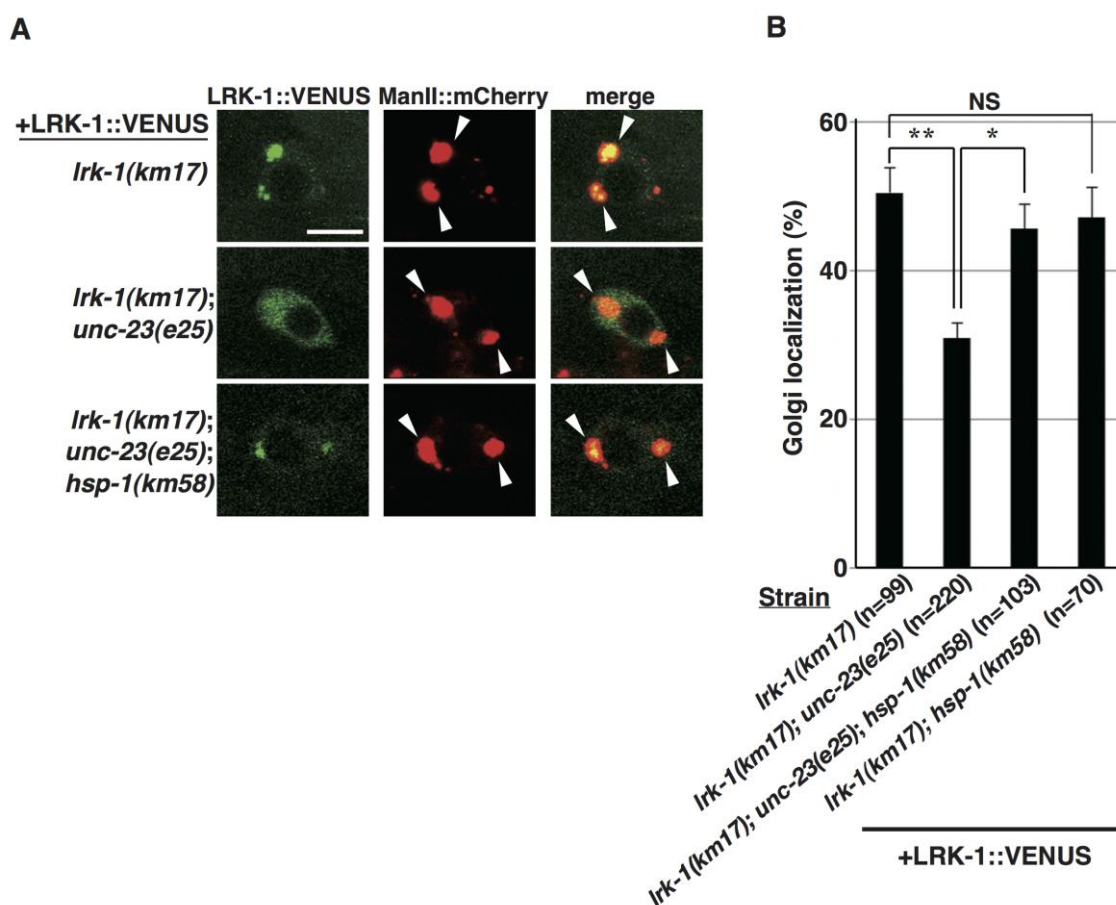 A
LRK-1::VENUS ManII::mCherry merge
+LRK-1::VENUS
lrk-1(km17)
lrk-1(km17);
unc-23(e25)
lrk-1(km17);
unc-23(e25);
hsp-1(km58)
B
NS
** *
60
40
20
0
Golgi localization (%)
Strain
lrk-1(km17) (n=99)
lrk-1(km17); unc-23(e25) (n=220)
lrk-1(km17); unc-23(e25); hsp-1(km58) (n=103)
lrk-1(km17); hsp-1(km58) (n=70)
+LRK-1::VENUS